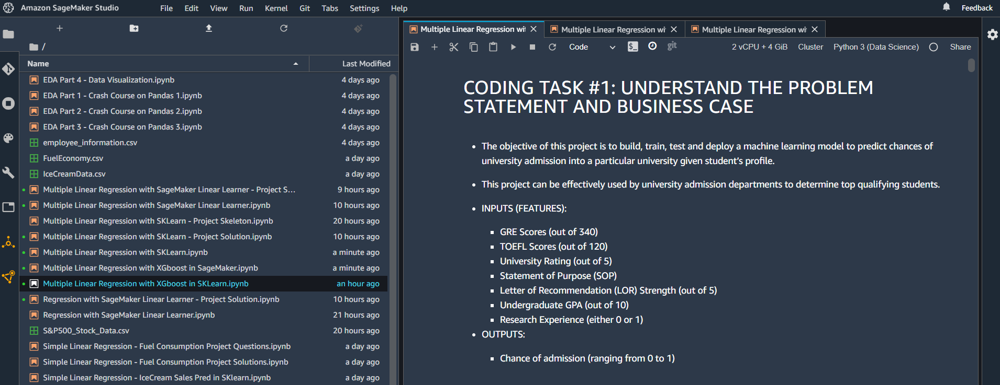 Amazon SageMaker Studio
File Edit View Run Kernel Git Tabs Settings Help
Feedback
/
Name Last Modified
EDA Part 4 - Data Visualization.ipynb 4 days ago
EDA Part 1 - Crash Course on Pandas 1.ipynb 4 days ago
EDA Part 2 - Crash Course on Pandas 2.ipynb 4 days ago
EDA Part 3 - Crash Course on Pandas 3.ipynb 4 days ago
employee_information.csv 4 days ago
FuelEconomy.csv a day ago
IceCreamData.csv a day ago
Multiple Linear Regression with SageMaker Linear Learner - Project S... 9 hours ago
Multiple Linear Regression with SageMaker Linear Learner.ipynb 10 hours ago
Multiple Linear Regression with SKLearn - Project Skeleton.ipynb 20 hours ago
Multiple Linear Regression with SKLearn - Project Solution.ipynb 10 hours ago
Multiple Linear Regression with SKLearn.ipynb a minute ago
Multiple Linear Regression with XGboost in SageMaker.ipynb a minute ago
Multiple Linear Regression with XGboost in SKLearn.ipynb an hour ago
Regression with SageMaker Linear Learner - Project Solution.ipynb 10 hours ago
Regression with SageMaker Linear Learner.ipynb 21 hours ago
S&P500_Stock_Data.csv 20 hours ago
Simple Linear Regression - Fuel Consumption Project Questions.ipynb a day ago
Simple Linear Regression - Fuel Consumption Project Solutions.ipynb a day ago
Simple Linear Regression - IceCream Sales Pred in SKlearn.ipynb a day ago
Multiple Linear Regression wi Multiple Linear Regression wi Multiple Linear Regression wi
Code $_ git 2 vCPU + 4 GiB Cluster Python 3 (Data Science) Share
CODING TASK #1: UNDERSTAND THE PROBLEM
STATEMENT AND BUSINESS CASE
• The objective of this project is to build, train, test and deploy a machine learning model to predict chances of
university admission into a particular university given student’s profile.
• This project can be effectively used by university admission departments to determine top qualifying students.
• INPUTS (FEATURES):
▪ GRE Scores (out of 340)
▪ TOEFL Scores (out of 120)
▪ University Rating (out of 5)
▪ Statement of Purpose (SOP)
▪ Letter of Recommendation (LOR) Strength (out of 5)
▪ Undergraduate GPA (out of 10)
▪ Research Experience (either 0 or 1)
• OUTPUTS:
▪ Chance of admission (ranging from 0 to 1)